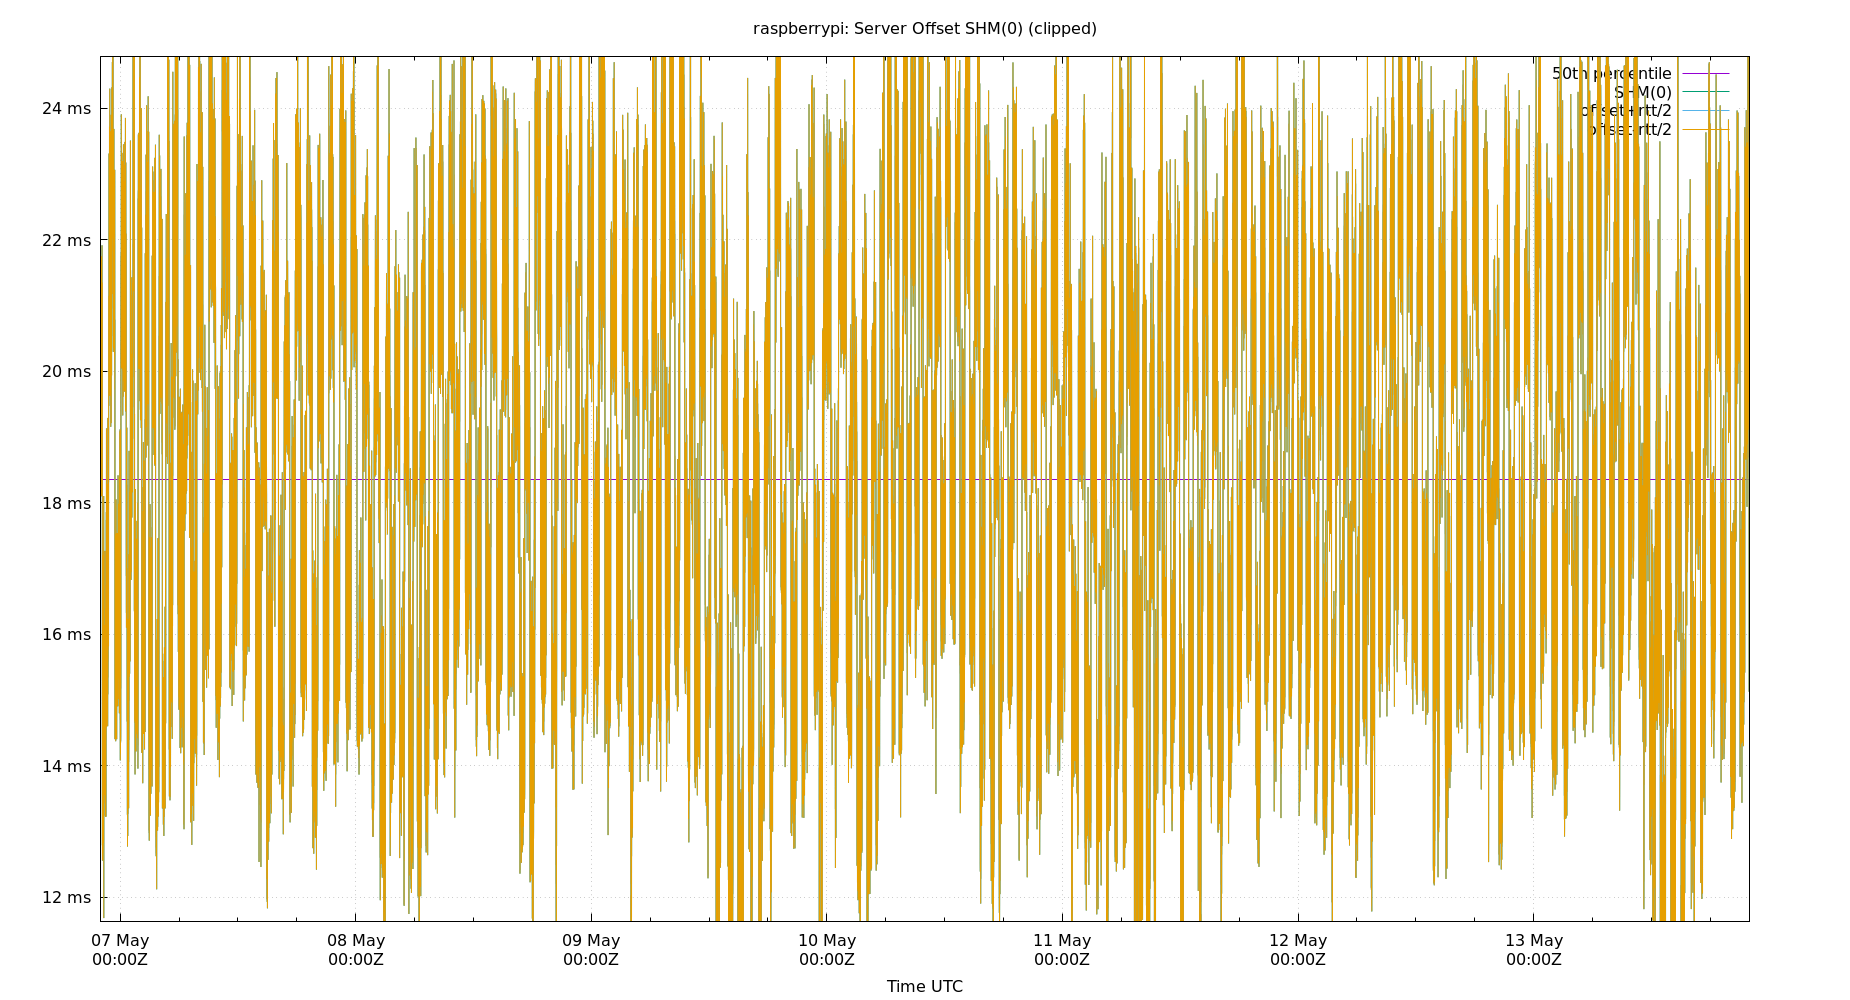 raspberrypi: Server Offset SHM(0) (clipped)
50th percentile
SHM(0)
offset+rtt/2
offset-rtt/2
24 ms
22 ms
20 ms
18 ms
16 ms
14 ms
12 ms
07 May 08 May 09 May 10 May 11 May 12 May 13 May
00:00Z 00:00Z 00:00Z 00:00Z 00:00Z 00:00Z 00:00Z
Time UTC